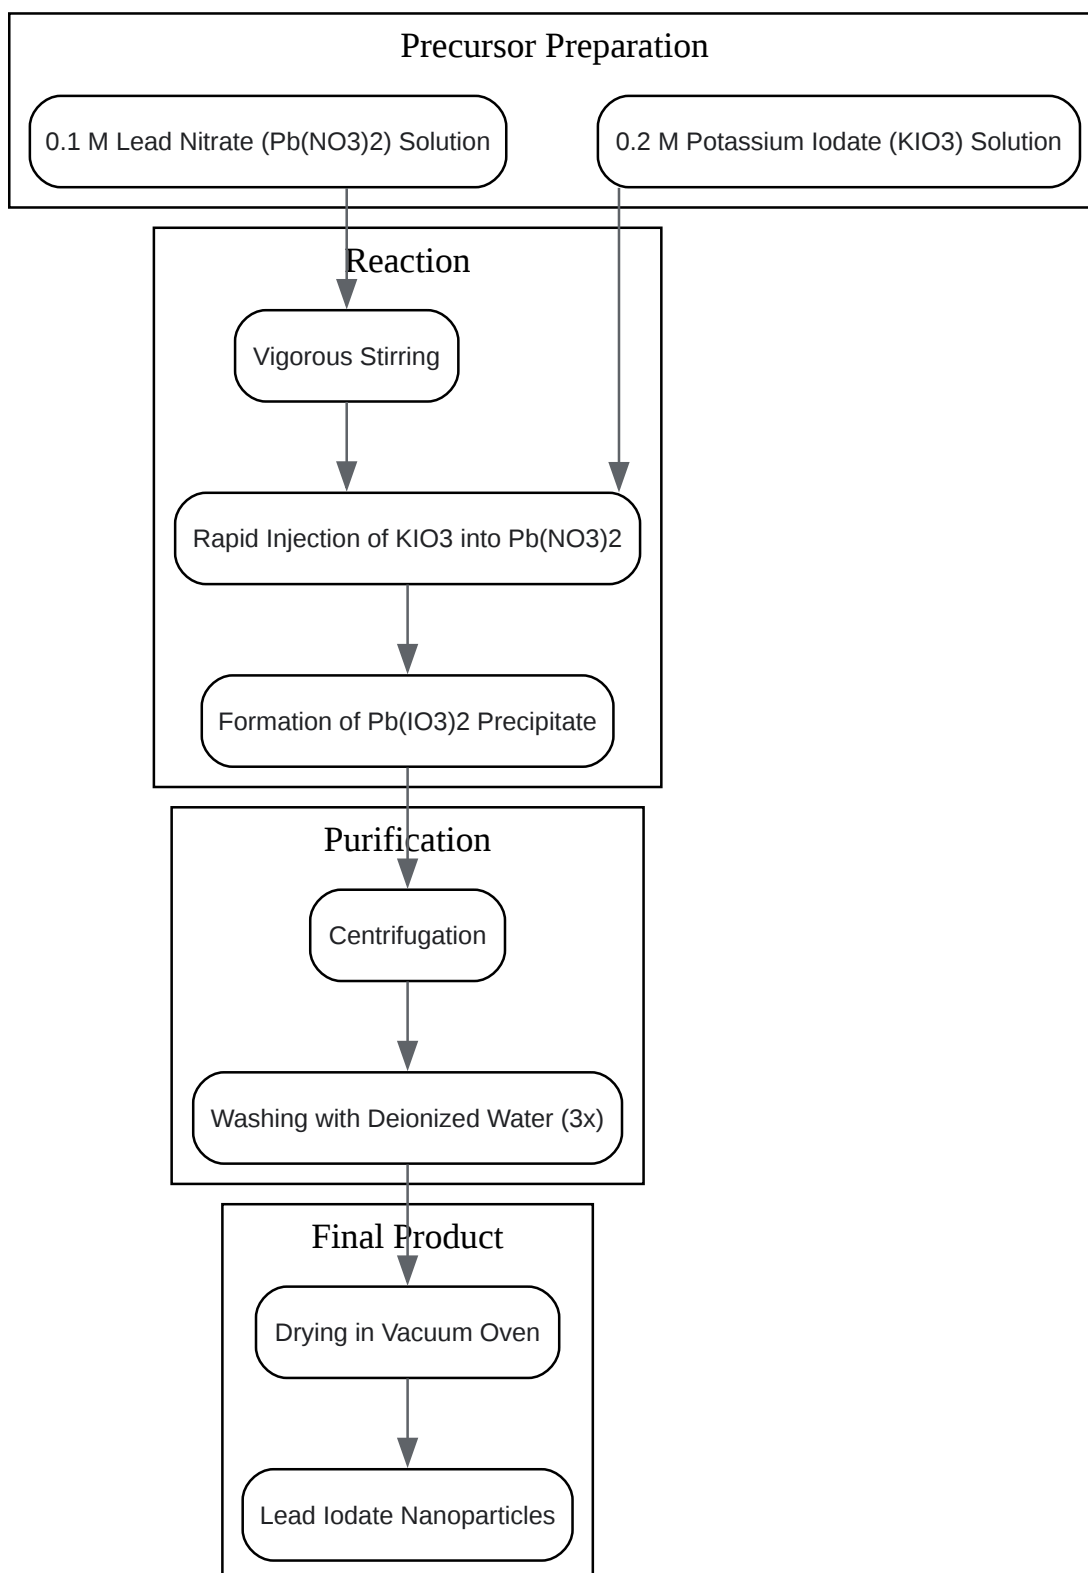 Precursor Preparation
0.1 M Lead Nitrate (Pb(NO3)2) Solution
0.2 M Potassium Iodate (KIO3) Solution
Reaction
Vigorous Stirring
Rapid Injection of KIO3 into Pb(NO3)2
Formation of Pb(IO3)2 Precipitate
Purification
Centrifugation
Washing with Deionized Water (3x)
Final Product
Drying in Vacuum Oven
Lead Iodate Nanoparticles